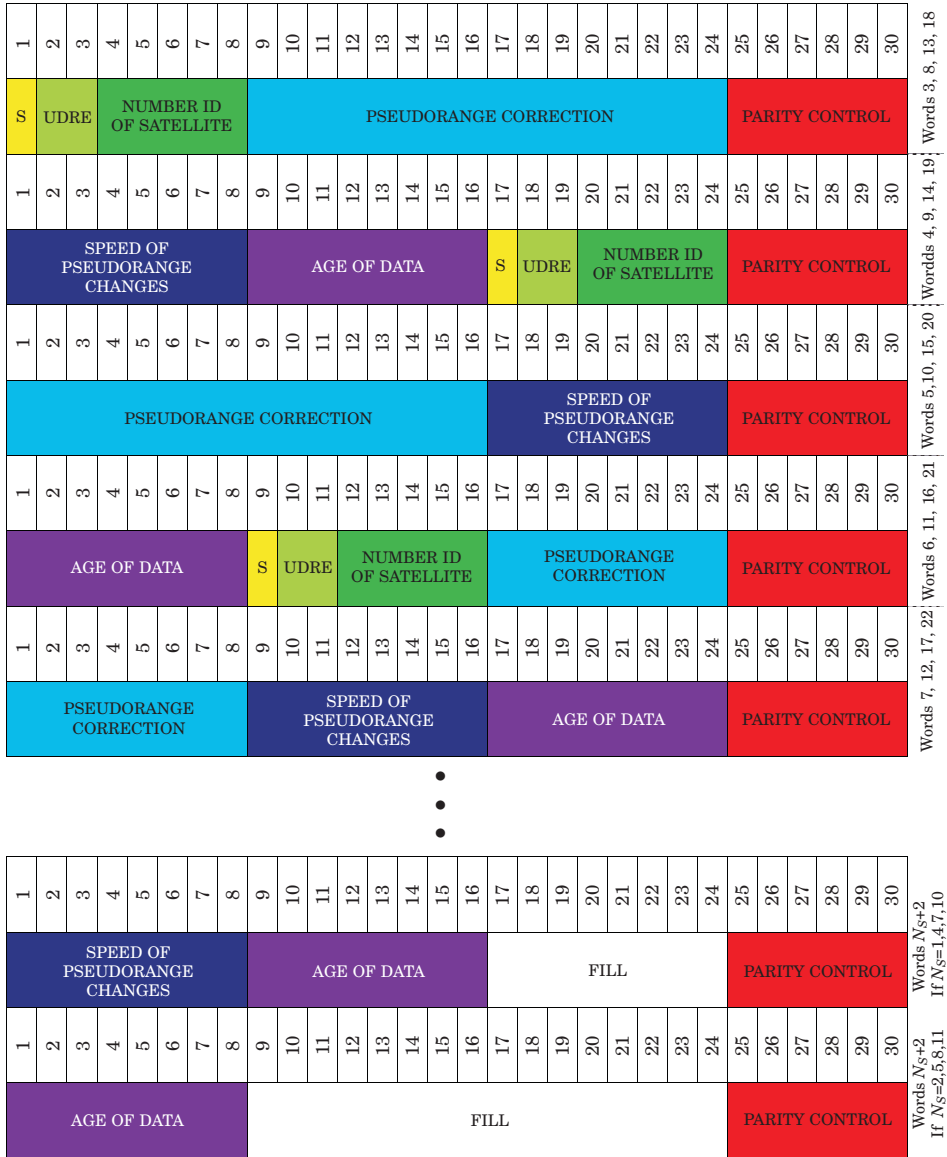 1 2 3 4 5 6 7 8 9 10 11 12 13 14 15 16 17 18 19 20 21 22 23 24 25 26 27 28 29 30
S UDRE NUMBER ID
OF SATELLITE PSEUDORANGE CORRECTION PARITY CONTROL
Words 3, 8, 13, 18
1 2 3 4 5 6 7 8 9 10 11 12 13 14 15 16 17 18 19 20 21 22 23 24 25 26 27 28 29 30
SPEED OF
PSEUDORANGE
CHANGES
AGE OF DATA
S UDRE NUMBER ID
OF SATELLITE
PARITY CONTROL
Wordds 4, 9, 14, 19
1 2 3 4 5 6 7 8 9 10 11 12 13 14 15 16 17 18 19 20 21 22 23 24 25 26 27 28 29 30
PSEUDORANGE CORRECTION
SPEED OF
PSEUDORANGE
CHANGES
PARITY CONTROL
Words 5,10, 15, 20
1 2 3 4 5 6 7 8 9 10 11 12 13 14 15 16 17 18 19 20 21 22 23 24 25 26 27 28 29 30
AGE OF DATA
S UDRE NUMBER ID
OF SATELLITE
PSEUDORANGE
CORRECTION
PARITY CONTROL
Words 6, 11, 16, 21
1 2 3 4 5 6 7 8 9 10 11 12 13 14 15 16 17 18 19 20 21 22 23 24 25 26 27 28 29 30
PSEUDORANGE
CORRECTION
SPEED OF
PSEUDORANGE
CHANGES
AGE OF DATA
PARITY CONTROL
Words 7, 12, 17, 22
1 2 3 4 5 6 7 8 9 10 11 12 13 14 15 16 17 18 19 20 21 22 23 24 25 26 27 28 29 30
SPEED OF
PSEUDORANGE
CHANGES
AGE OF DATA
FILL
PARITY CONTROL
Words NS+2
If NS=1,4,7,10
1 2 3 4 5 6 7 8 9 10 11 12 13 14 15 16 17 18 19 20 21 22 23 24 25 26 27 28 29 30
AGE OF DATA
FILL
PARITY CONTROL
Words NS+2
If NS=2,5,8,11